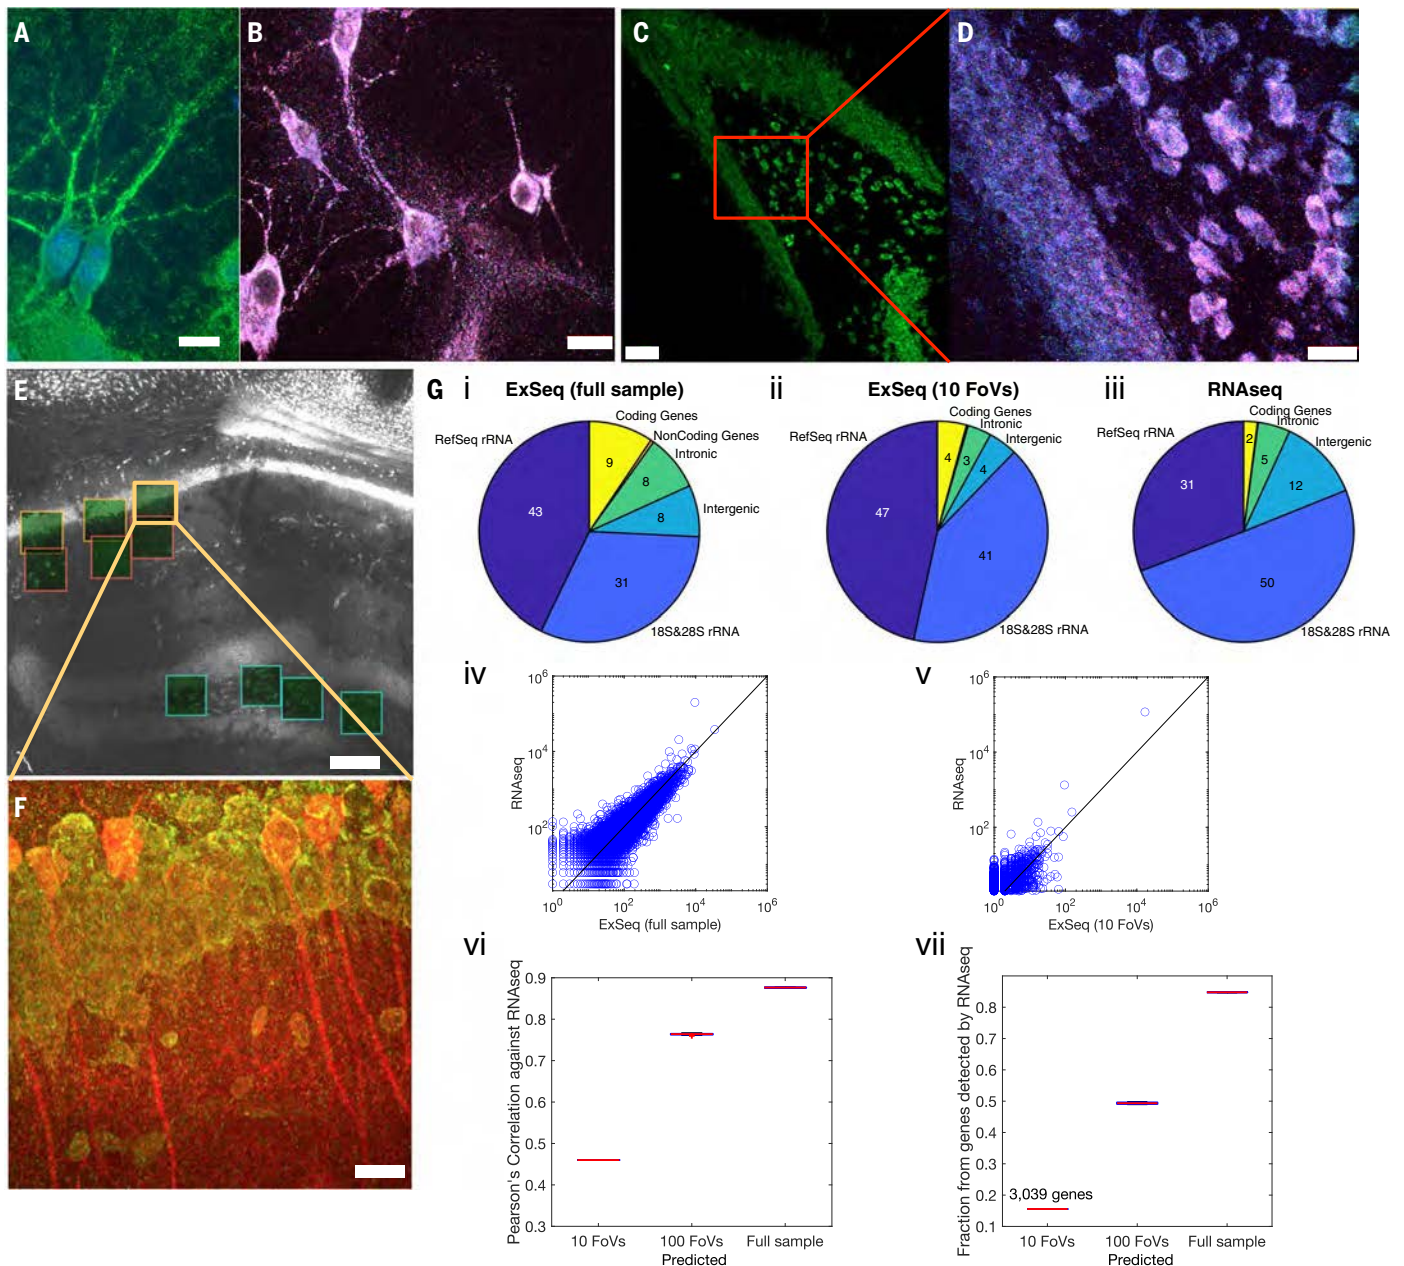 A
B
C
D
E
F
G
i
ExSeq (full sample)
Coding Genes
NonCoding Genes
Intronic
Intergenic
18S&28S rRNA
RefSeq rRNA
9
8
8
31
43
ii
ExSeq (10 FoVs)
Coding Genes
Intronic
Intergenic
18S&28S rRNA
RefSeq rRNA
4
3
4
41
47
iii
RNAseq
Coding Genes
Intronic
Intergenic
18S&28S rRNA
RefSeq rRNA
2
5
12
50
31
iv
RNAseq
10^6
10^4
10^2
10^0 10^2 10^4 10^6
ExSeq (full sample)
v
RNAseq
10^6
10^4
10^2
10^0 10^2 10^4 10^6
ExSeq (10 FoVs)
vi
Pearson's Correlation against RNAseq
0.9
0.8
0.7
0.6
0.5
0.4
0.3
10 FoVs 100 FoVs Full sample
Predicted
vii
Fraction from genes detected by RNAseq
0.8
0.7
0.6
0.5
0.4
0.3
0.2
0.1
3,039 genes
10 FoVs 100 FoVs Full sample
Predicted